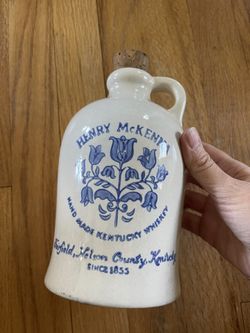 HENRY McKENNA
HAND MADE KENTUCKY WHISKEY
Fairfield, Nelson County, Kentucky
SINCE 1855